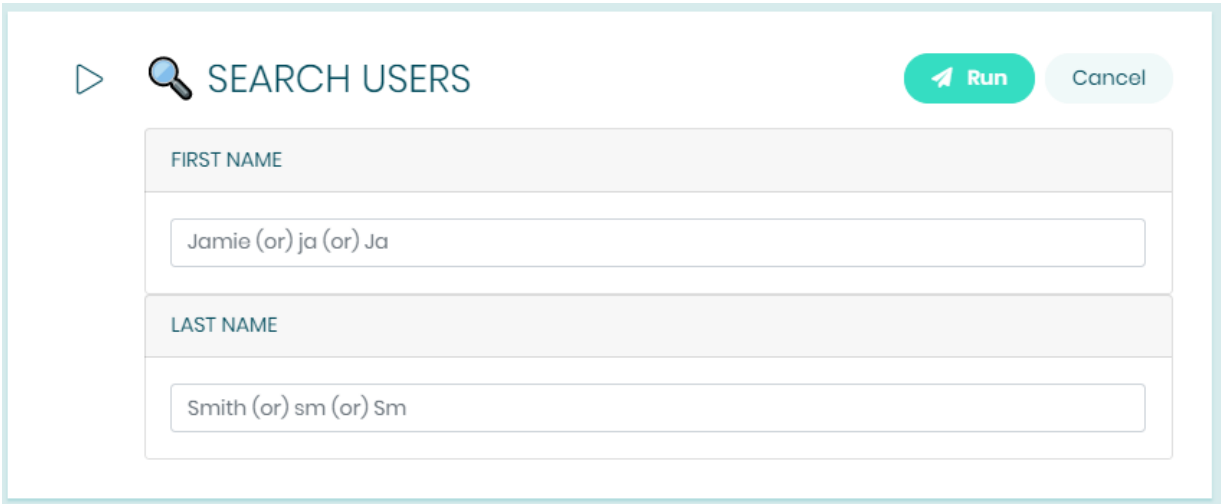 SEARCH USERS
Run
Cancel
FIRST NAME
Jamie (or) ja (or) Ja
LAST NAME
Smith (or) sm (or) Sm